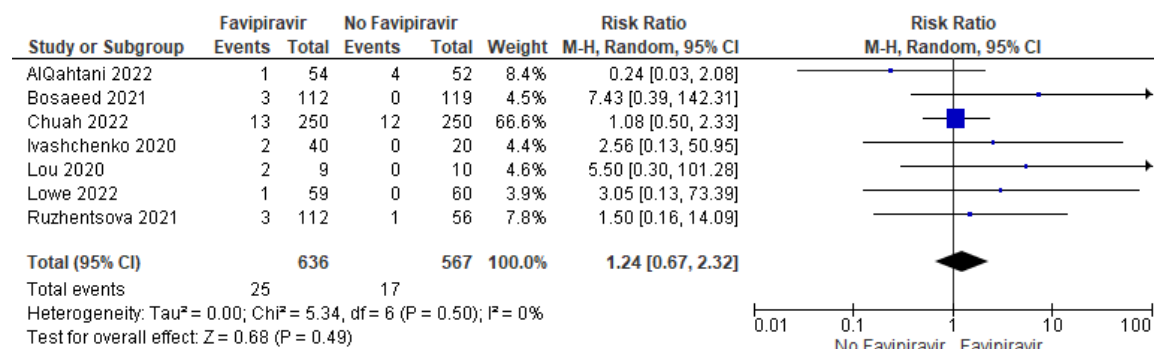 Favipiravir No Favipiravir Risk Ratio Risk Ratio
Study or Subgroup Events Total Events Total Weight M-H, Random, 95% CI M-H, Random, 95% CI
AlQahtani 2022 1 54 4 52 8.4% 0.24 [0.03, 2.08]
Bosaeed 2021 3 112 0 119 4.5% 7.43 [0.39, 142.31]
Chuah 2022 13 250 12 250 66.6% 1.08 [0.50, 2.33]
Ivashchenko 2020 2 40 0 20 4.4% 2.56 [0.13, 50.95]
Lou 2020 2 9 0 10 4.6% 5.50 [0.30, 101.28]
Lowe 2022 1 59 0 60 3.9% 3.05 [0.13, 73.39]
Ruzhentsova 2021 3 112 1 56 7.8% 1.50 [0.16, 14.09]
Total (95% CI) 636 567 100.0% 1.24 [0.67, 2.32]
Total events 25 17
Heterogeneity: Tau² = 0.00; Chi² = 5.34, df = 6 (P = 0.50); I² = 0%
Test for overall effect: Z = 0.68 (P = 0.49)
0.01 0.1 1 10 100
No Favipiravir Favipiravir